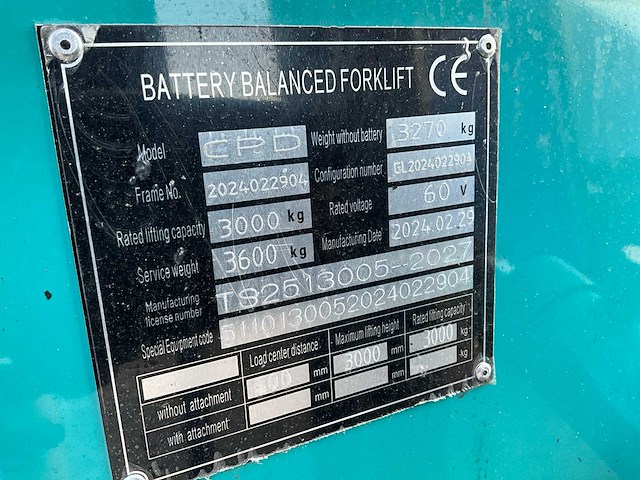 BATTERY BALANCED FORKLIFT CE
Model CPD Weight without battery 3270 kg
Frame No. 2024022904 Configuration number GL2024022904
Rated lifting capacity 3000 kg Rated voltage 60 V
Service weight 3600 kg Manufacturing Date 2024.02.29
Manufacturing license number TS2513005--2027
Special Equipment code 5110130052024022904
Load center distance Maximum lifting height Rated lifting capacity
without attachment mm 3000 mm 3000 kg
with attachment mm mm kg